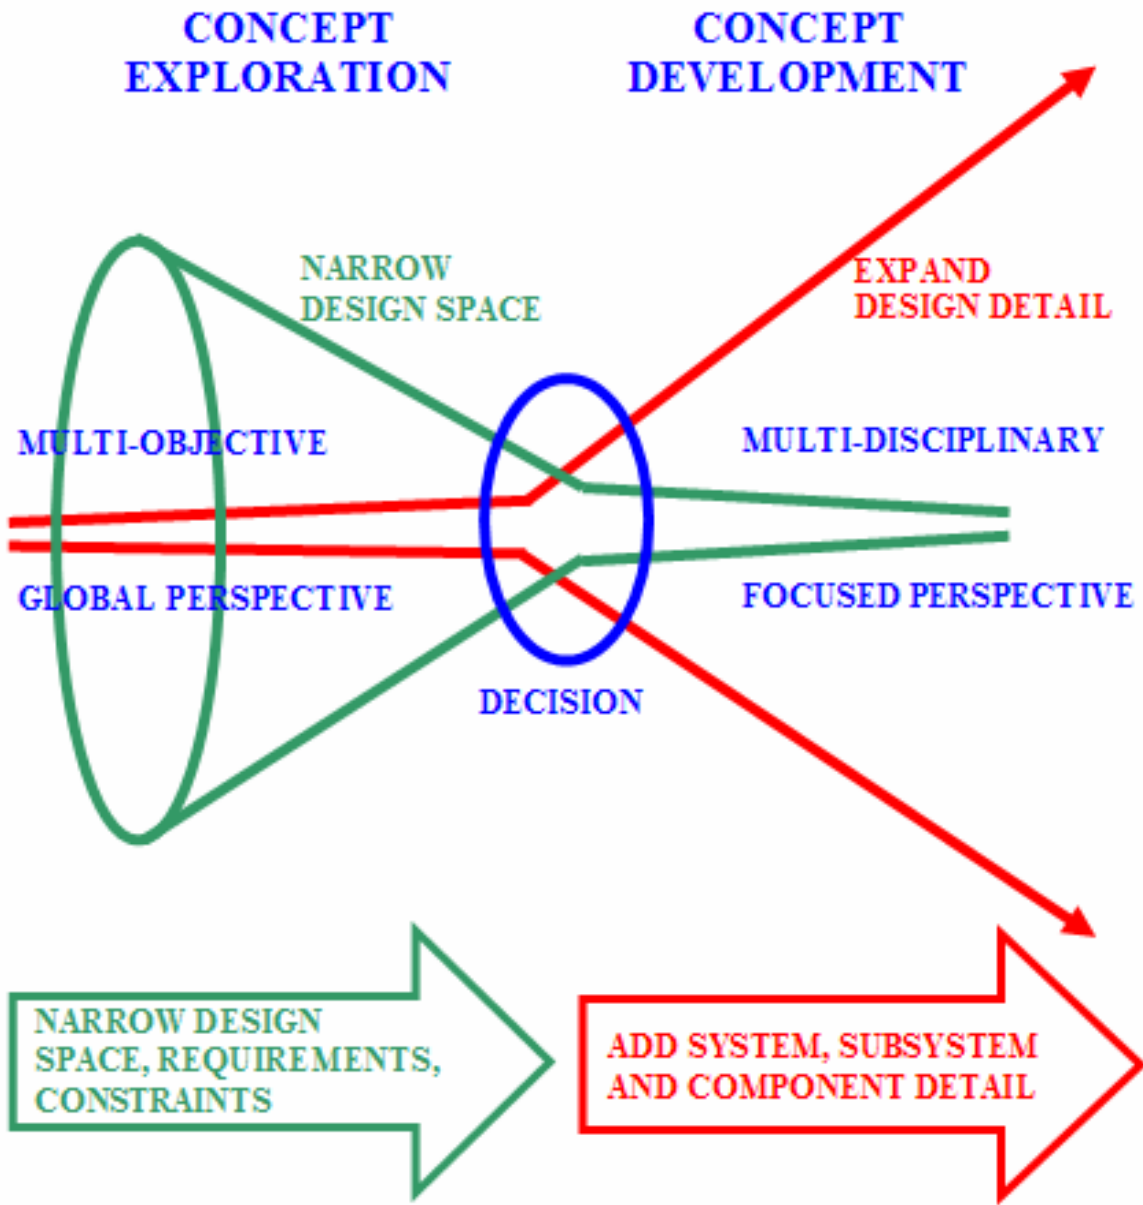 CONCEPT
EXPLORATION
CONCEPT
DEVELOPMENT
NARROW
DESIGN SPACE
EXPAND
DESIGN DETAIL
MULTI-OBJECTIVE
MULTI-DISCIPLINARY
GLOBAL PERSPECTIVE
FOCUSED PERSPECTIVE
DECISION
NARROW DESIGN
SPACE, REQUIREMENTS,
CONSTRAINTS
ADD SYSTEM, SUBSYSTEM
AND COMPONENT DETAIL